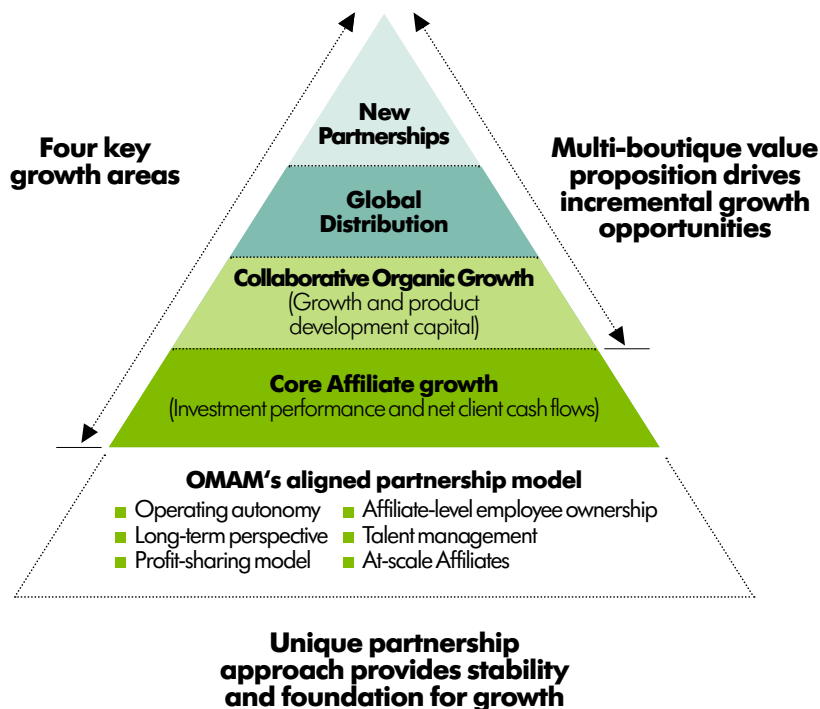 New
Partnerships
Four key
growth areas
Multi-boutique value
proposition drives
incremental growth
opportunities
Global
Distribution
Collaborative Organic Growth
(Growth and product
development capital)
Core Affiliate growth
(Investment performance and net client cash flows)
OMAM‘s aligned partnership model
Operating autonomy
Long-term perspective
Profit-sharing model
Affiliate-level employee ownership
Talent management
At-scale Affiliates
Unique partnership
approach provides stability
and foundation for growth